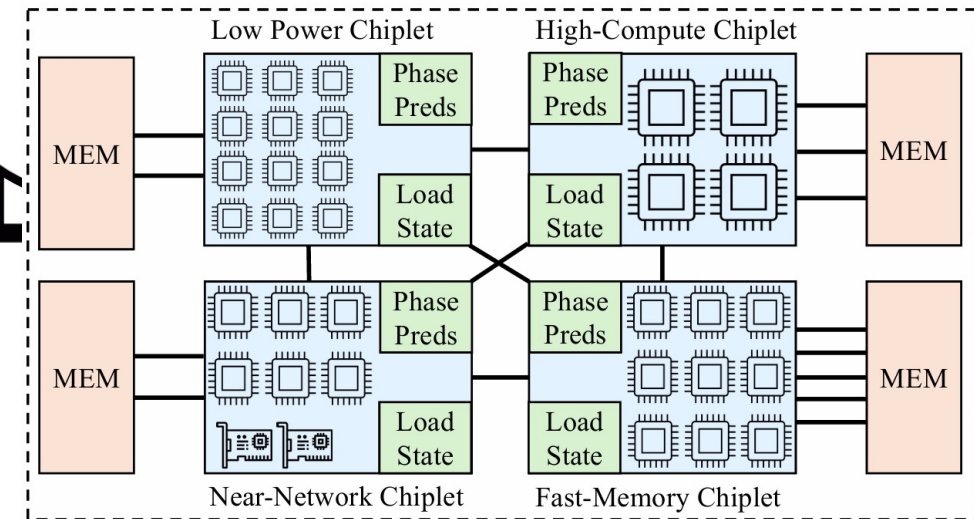 Low Power Chiplet
High-Compute Chiplet
MEM
Phase
Preds
Load
State
Phase
Preds
Load
State
MEM
MEM
Phase
Preds
Load
State
Phase
Preds
Load
State
MEM
Near-Network Chiplet
Fast-Memory Chiplet